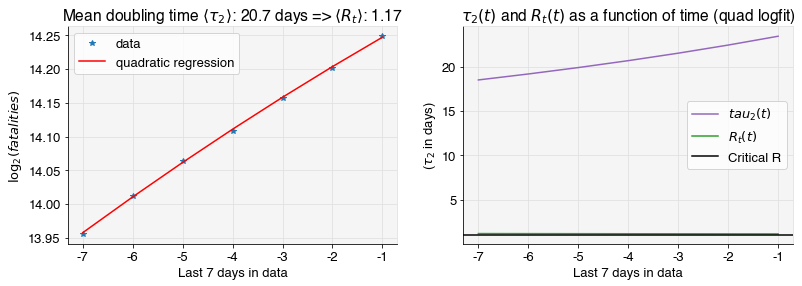 Mean doubling time ⟨τ₂⟩: 20.7 days => ⟨Rₜ⟩: 1.17
14.25
14.20
14.15
14.10
14.05
14.00
13.95
log₂(fatalities)
data
quadratic regression
-7 -6 -5 -4 -3 -2 -1
Last 7 days in data
τ₂(t) and Rₜ(t) as a function of time (quad logfit)
20
15
10
5
(τ₂ in days)
tau₂(t)
Rₜ(t)
Critical R
-7 -6 -5 -4 -3 -2 -1
Last 7 days in data